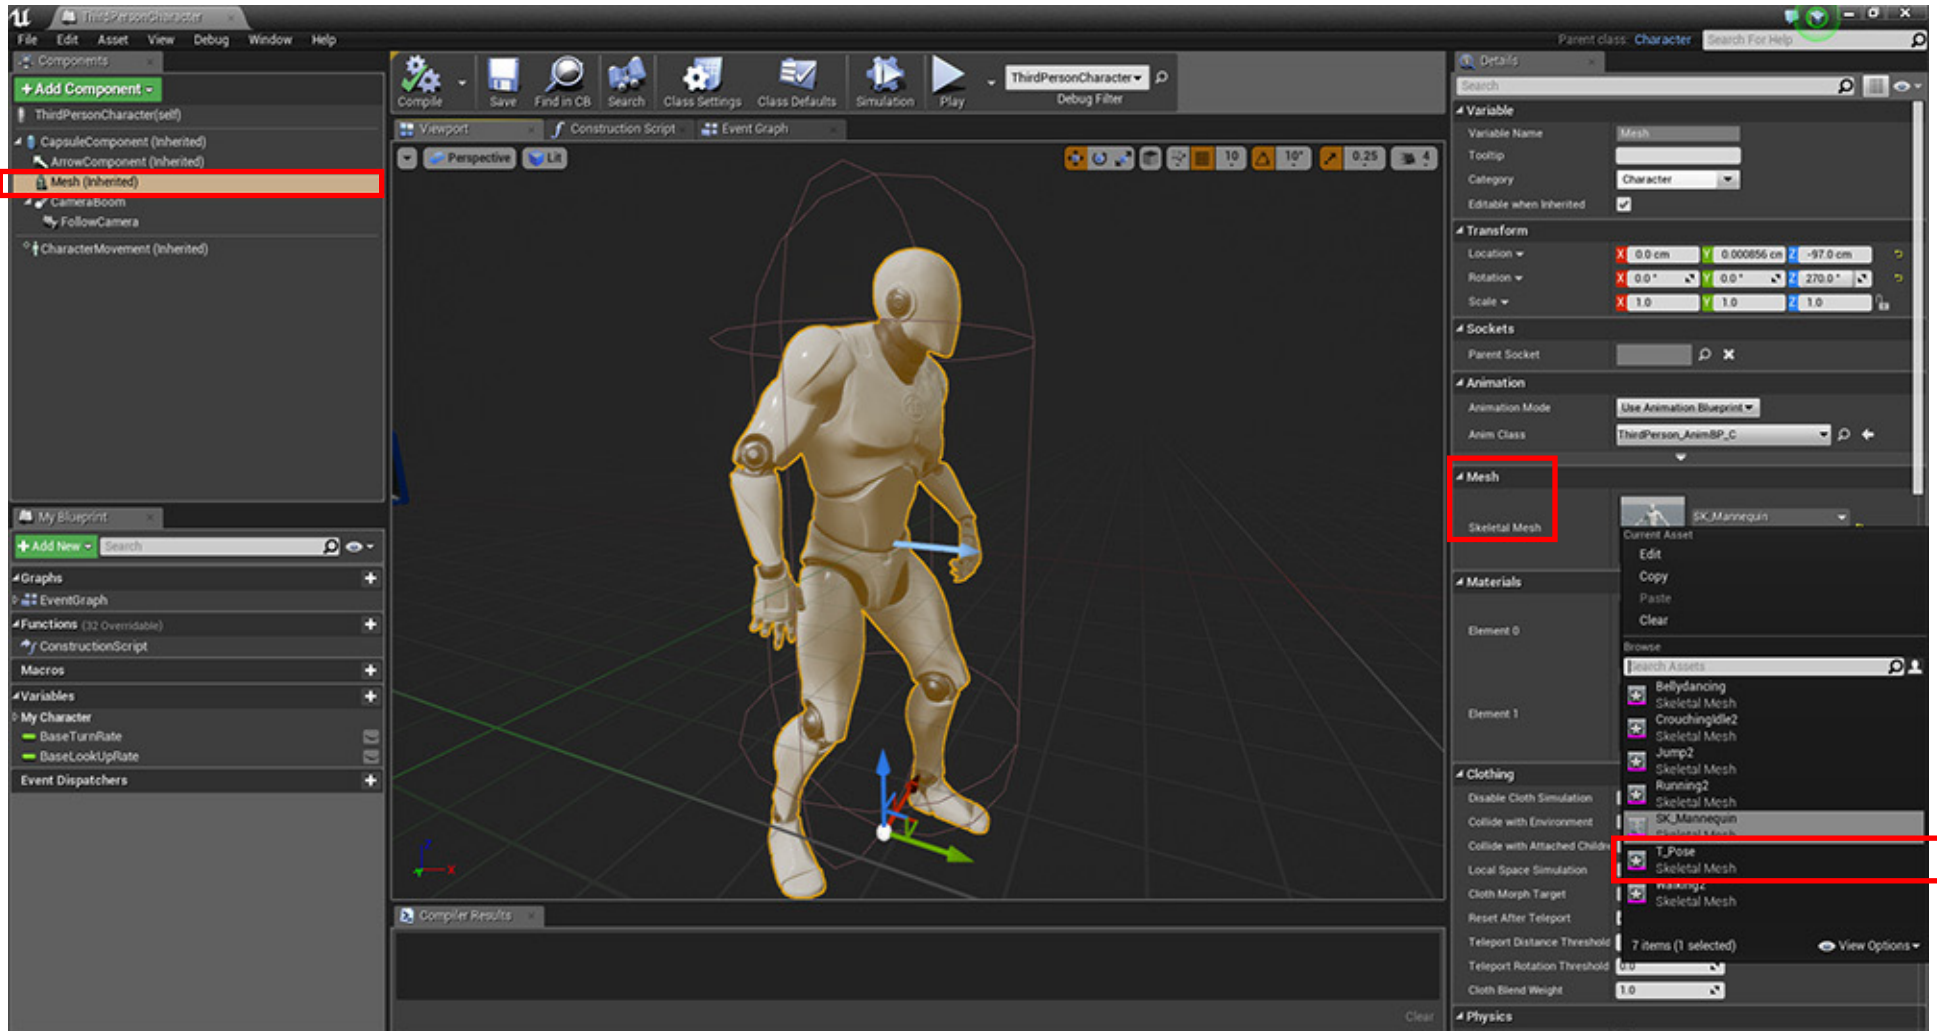 ThirdPersonCharacter
File Edit Asset View Debug Window Help
Parent class: Character Search For Help
Components
+Add Component
ThirdPersonCharacter(self)
CapsuleComponent (Inherited)
ArrowComponent (Inherited)
Mesh (Inherited)
CameraBoom
FollowCamera
CharacterMovement (Inherited)
My Blueprint
+Add New Search
Graphs
EventGraph
Functions (32 Overridable)
ConstructionScript
Macros
Variables
My Character
BaseTurnRate
BaseLookUpRate
Event Dispatchers
Compile Save Find in CB Search Class Settings Class Defaults Simulation Play
ThirdPersonCharacter
Debug Filter
Viewport Construction Script Event Graph
Perspective Lit 10 10° 0.25 4
Compiler Results
Clear
Details
Search
Variable
Variable Name Mesh
Tooltip
Category Character
Editable when Inherited
Transform
Location X 0.0 cm Y 0.000856 cm Z -97.0 cm
Rotation X 0.0 ° Y 0.0 ° Z 270.0 °
Scale X 1.0 Y 1.0 Z 1.0
Sockets
Parent Socket
Animation
Animation Mode Use Animation Blueprint
Anim Class ThirdPerson_AnimBP_C
Mesh
Skeletal Mesh SK_Mannequin
Current Asset
Edit
Copy
Paste
Clear
Browse
Search Assets
Bellydancing
Skeletal Mesh
CrouchingIdle2
Skeletal Mesh
Jump2
Skeletal Mesh
Running2
Skeletal Mesh
SK_Mannequin
Skeletal Mesh
T_Pose
Skeletal Mesh
Walking2
Skeletal Mesh
7 items (1 selected) View Options
Materials
Element 0
Element 1
Clothing
Disable Cloth Simulation
Collide with Environment
Collide with Attached Childre
Local Space Simulation
Cloth Morph Target
Reset After Teleport
Teleport Distance Threshold
Teleport Rotation Threshold 0.0
Cloth Blend Weight 1.0
Physics